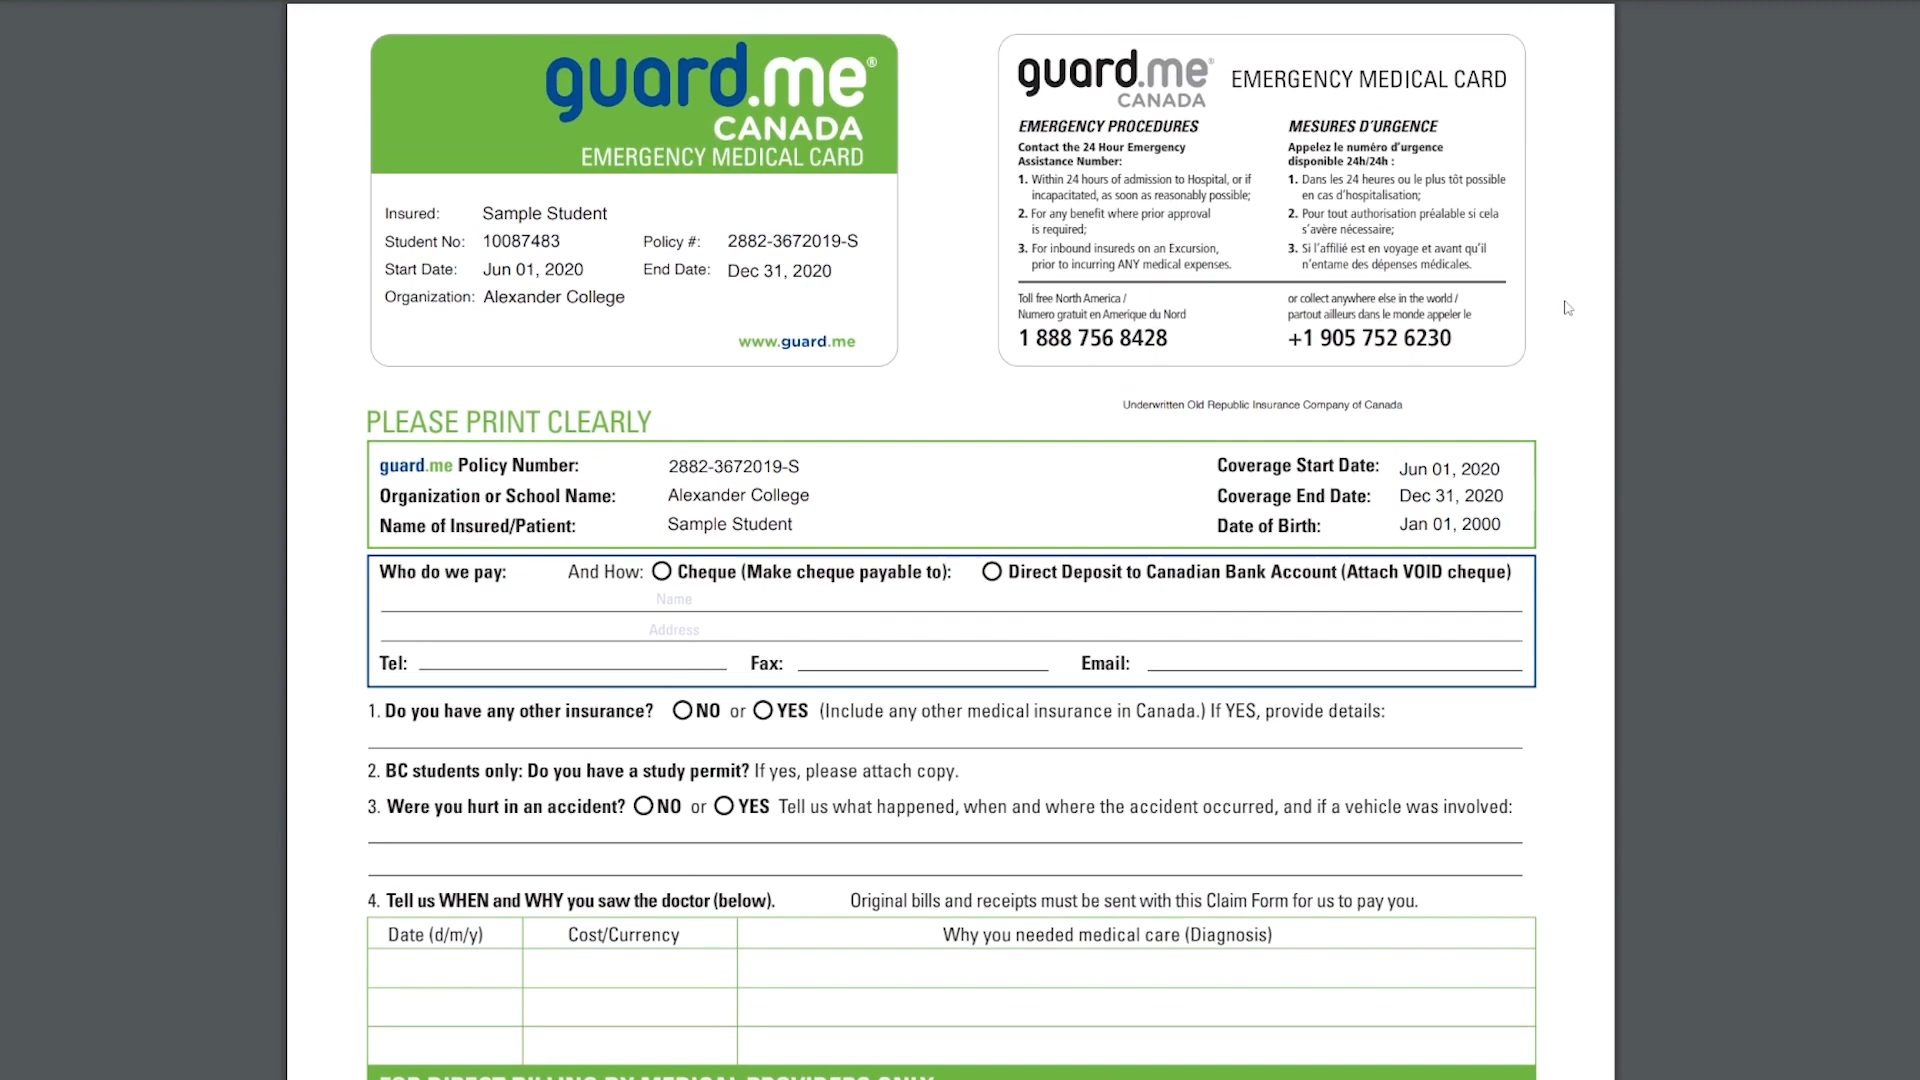 guard.me®
CANADA
EMERGENCY MEDICAL CARD
Insured: Sample Student
Student No: 10087483 Policy #: 2882-3672019-S
Start Date: Jun 01, 2020 End Date: Dec 31, 2020
Organization: Alexander College
www.guard.me
guard.me® EMERGENCY MEDICAL CARD
CANADA
EMERGENCY PROCEDURES
Contact the 24 Hour Emergency
Assistance Number:
1. Within 24 hours of admission to Hospital, or if
incapacitated, as soon as reasonably possible;
2. For any benefit where prior approval
is required;
3. For inbound insureds on an Excursion,
prior to incurring ANY medical expenses.
MESURES D'URGENCE
Appelez le numéro d'urgence
disponible 24h/24h :
1. Dans les 24 heures ou le plus tôt possible
en cas d'hospitalisation;
2. Pour tout authorisation préalable si cela
s'avère nécessaire;
3. Si l'affilié est en voyage et avant qu'il
n'entame des dépenses médicales.
Toll free North America /
Numero gratuit en Amerique du Nord
1 888 756 8428
or collect anywhere else in the world /
partout ailleurs dans le monde appeler le
+1 905 752 6230
Underwritten Old Republic Insurance Company of Canada
PLEASE PRINT CLEARLY
guard.me Policy Number: 2882-3672019-S Coverage Start Date: Jun 01, 2020
Organization or School Name: Alexander College Coverage End Date: Dec 31, 2020
Name of Insured/Patient: Sample Student Date of Birth: Jan 01, 2000
Who do we pay: And How: Cheque (Make cheque payable to): Direct Deposit to Canadian Bank Account (Attach VOID cheque)
Name
Address
Tel: Fax: Email:
1. Do you have any other insurance? NO or YES (Include any other medical insurance in Canada.) If YES, provide details:
2. BC students only: Do you have a study permit? If yes, please attach copy.
3. Were you hurt in an accident? NO or YES Tell us what happened, when and where the accident occurred, and if a vehicle was involved:
4. Tell us WHEN and WHY you saw the doctor (below). Original bills and receipts must be sent with this Claim Form for us to pay you.
Date (d/m/y) Cost/Currency Why you needed medical care (Diagnosis)
FOR DIRECT BILLING BY MEDICAL PROVIDERS ONLY